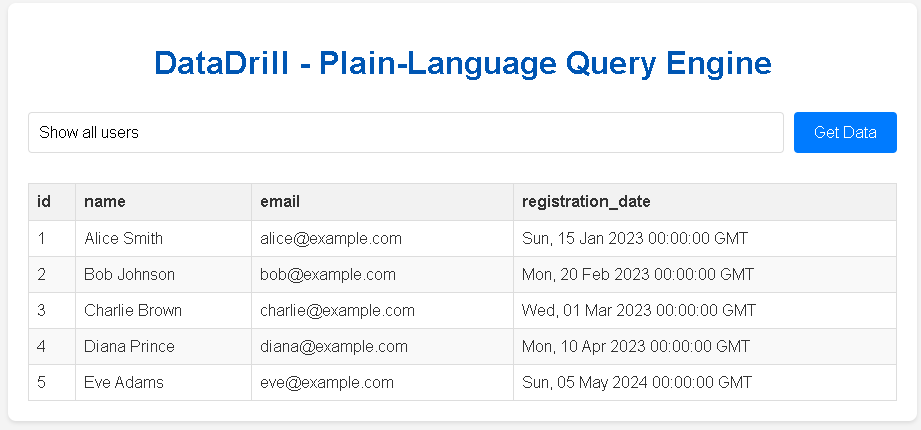 DataDrill - Plain-Language Query Engine
Show all users
Get Data
id name email registration_date
1 Alice Smith alice@example.com Sun, 15 Jan 2023 00:00:00 GMT
2 Bob Johnson bob@example.com Mon, 20 Feb 2023 00:00:00 GMT
3 Charlie Brown charlie@example.com Wed, 01 Mar 2023 00:00:00 GMT
4 Diana Prince diana@example.com Mon, 10 Apr 2023 00:00:00 GMT
5 Eve Adams eve@example.com Sun, 05 May 2024 00:00:00 GMT